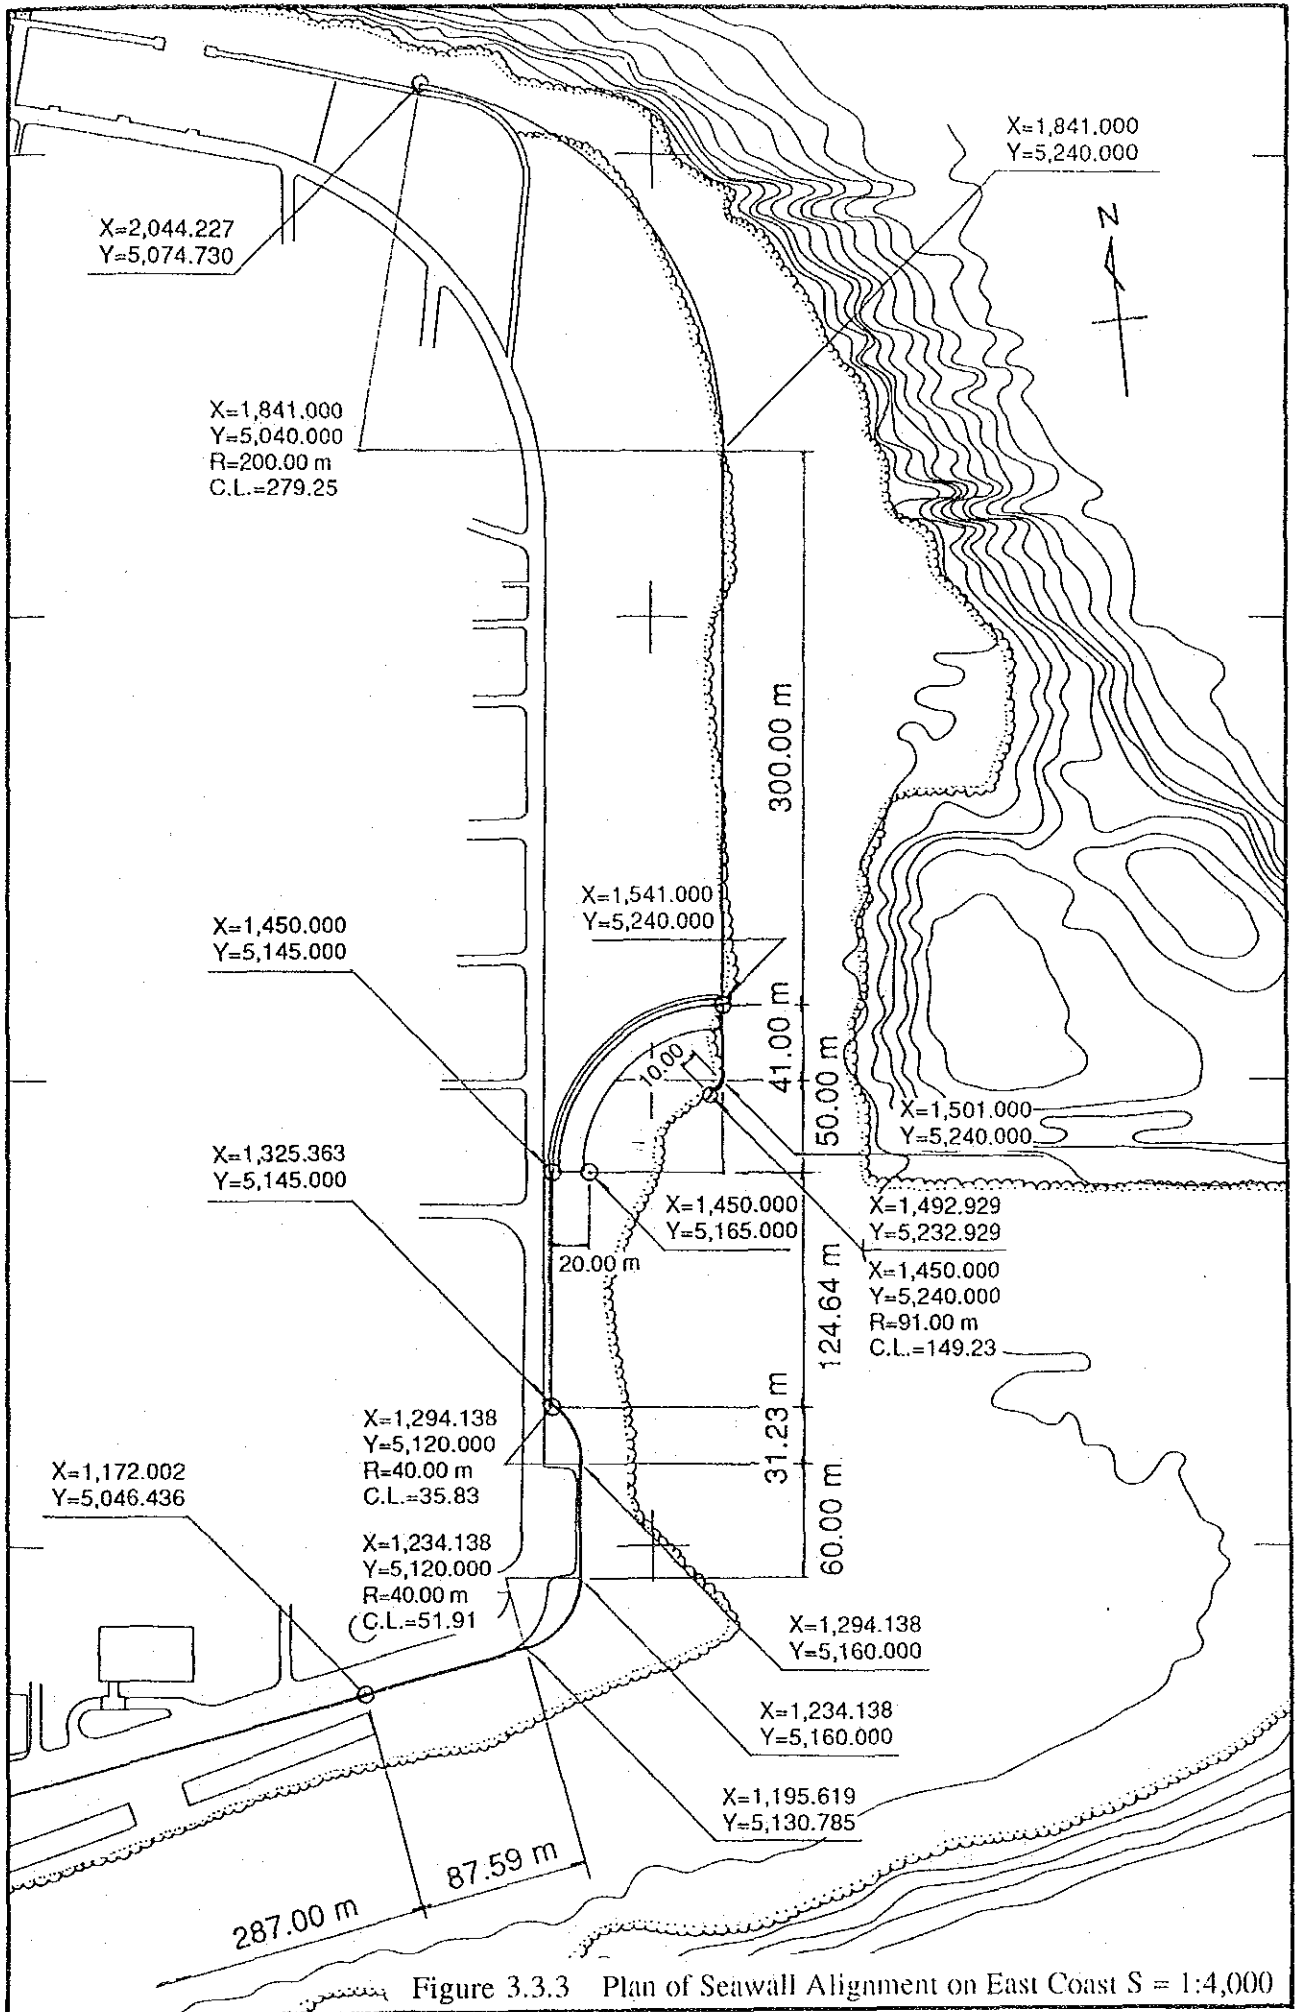 X=1,841.000
Y=5,240.000
N
X=2,044.227
Y=5,074.730
X=1,841.000
Y=5,040.000
R=200.00 m
C.L.=279.25
300.00 m
X=1,541.000
Y=5,240.000
X=1,450.000
Y=5,145.000
41.00 m
10.00
50.00 m
X=1,501.000
Y=5,240.000
X=1,325.363
Y=5,145.000
X=1,450.000
Y=5,165.000
X=1,492.929
Y=5,232.929
20.00 m
124.64 m
X=1,450.000
Y=5,240.000
R=91.00 m
C.L.=149.23
31.23 m
X=1,294.138
Y=5,120.000
R=40.00 m
C.L.=35.83
X=1,172.002
Y=5,046.436
60.00 m
X=1,234.138
Y=5,120.000
R=40.00 m
C.L.=51.91
X=1,294.138
Y=5,160.000
X=1,234.138
Y=5,160.000
X=1,195.619
Y=5,130.785
87.59 m
287.00 m
Figure 3.3.3 Plan of Seawall Alignment on East Coast S = 1:4,000